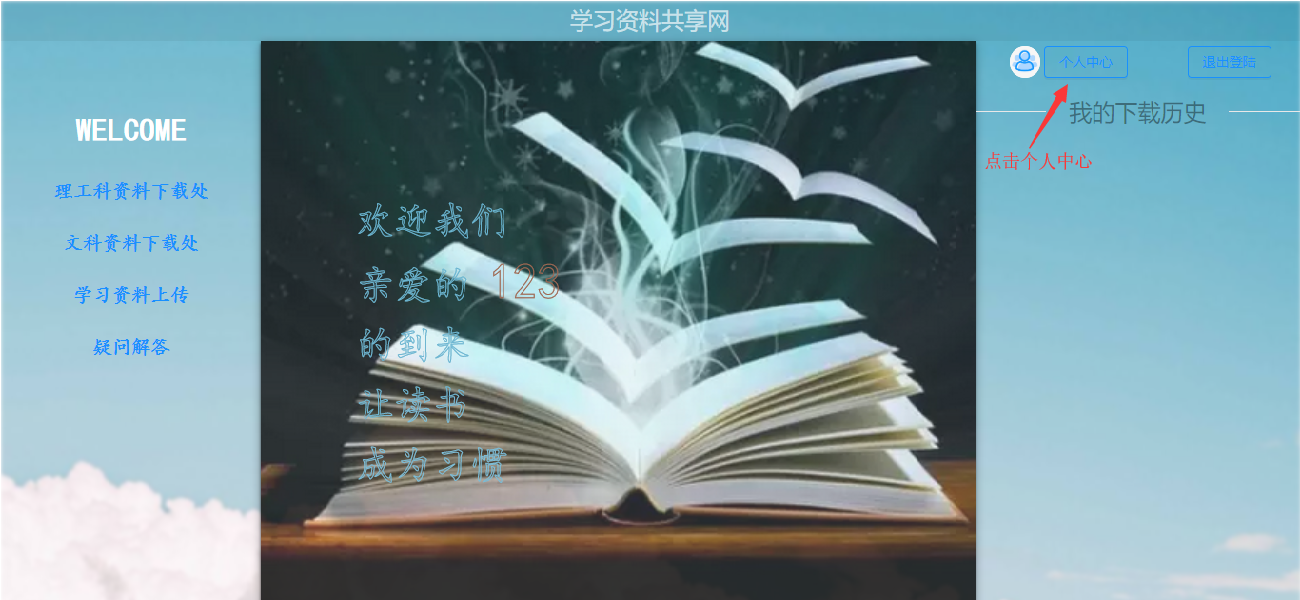 学习资料共享网
个人中心
退出登陆
WELCOME
理工科资料下载处
文科资料下载处
学习资料上传
疑问解答
欢迎我们
亲爱的 123
的到来
让读书
成为习惯
我的下载历史
点击个人中心